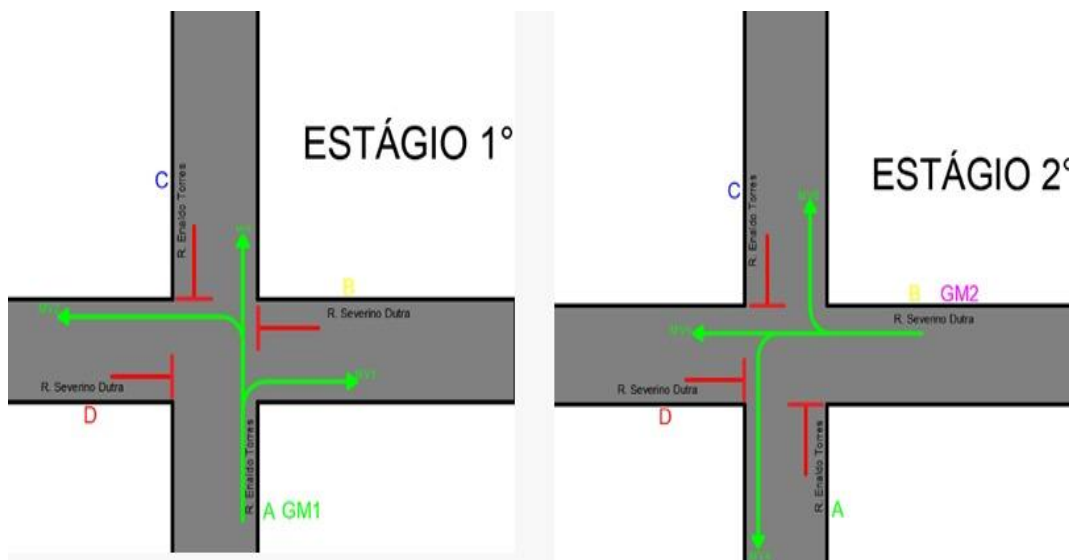 ESTÁGIO 1°
C
R. Enaldo Torres
B
R. Severino Dutra
R. Severino Dutra
D
R. Enaldo Torres
A GM1
ESTÁGIO 2°
C
R. Enaldo Torres
B GM2
R. Severino Dutra
R. Severino Dutra
D
R. Enaldo Torres
A